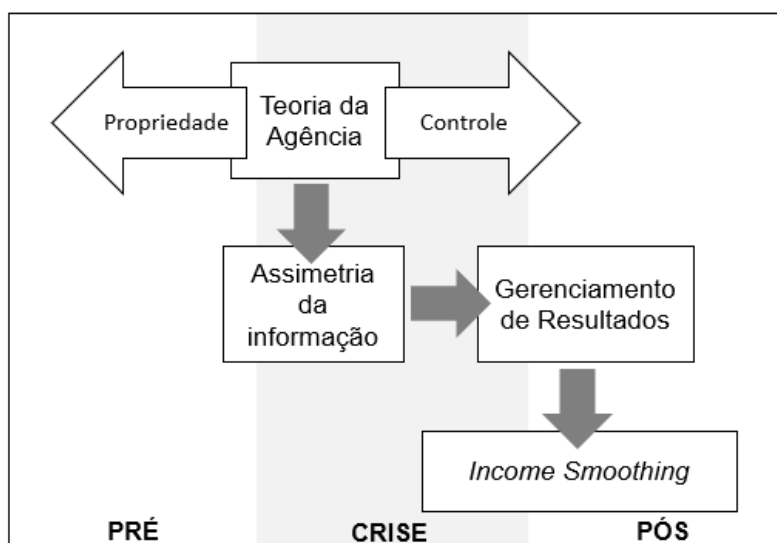 Propriedade
Teoria da
Agência
Controle
Assimetria
da
informação
Gerenciamento
de Resultados
Income Smoothing
PRÉ
CRISE
PÓS